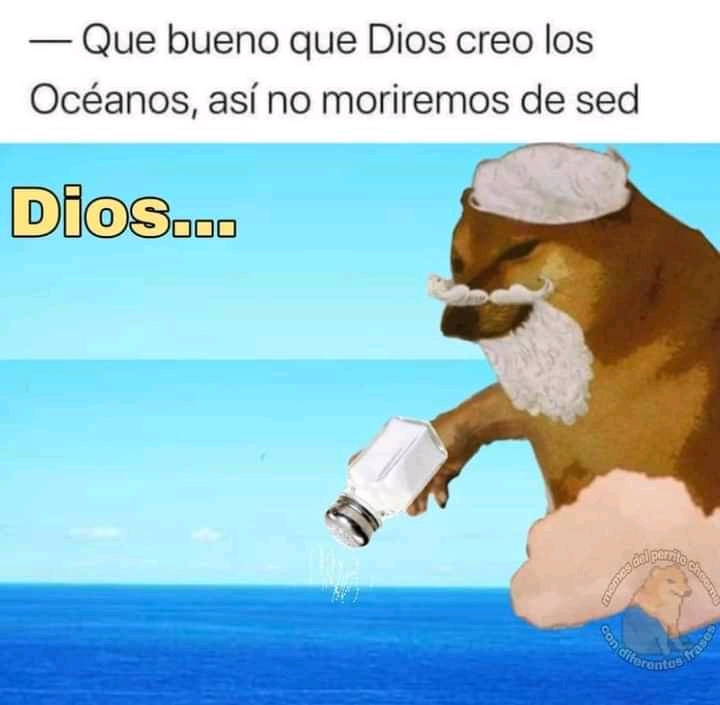 — Que bueno que Dios creo los
Océanos, así no moriremos de sed
Dios...
memes del perrito cheems
con diferentes frases